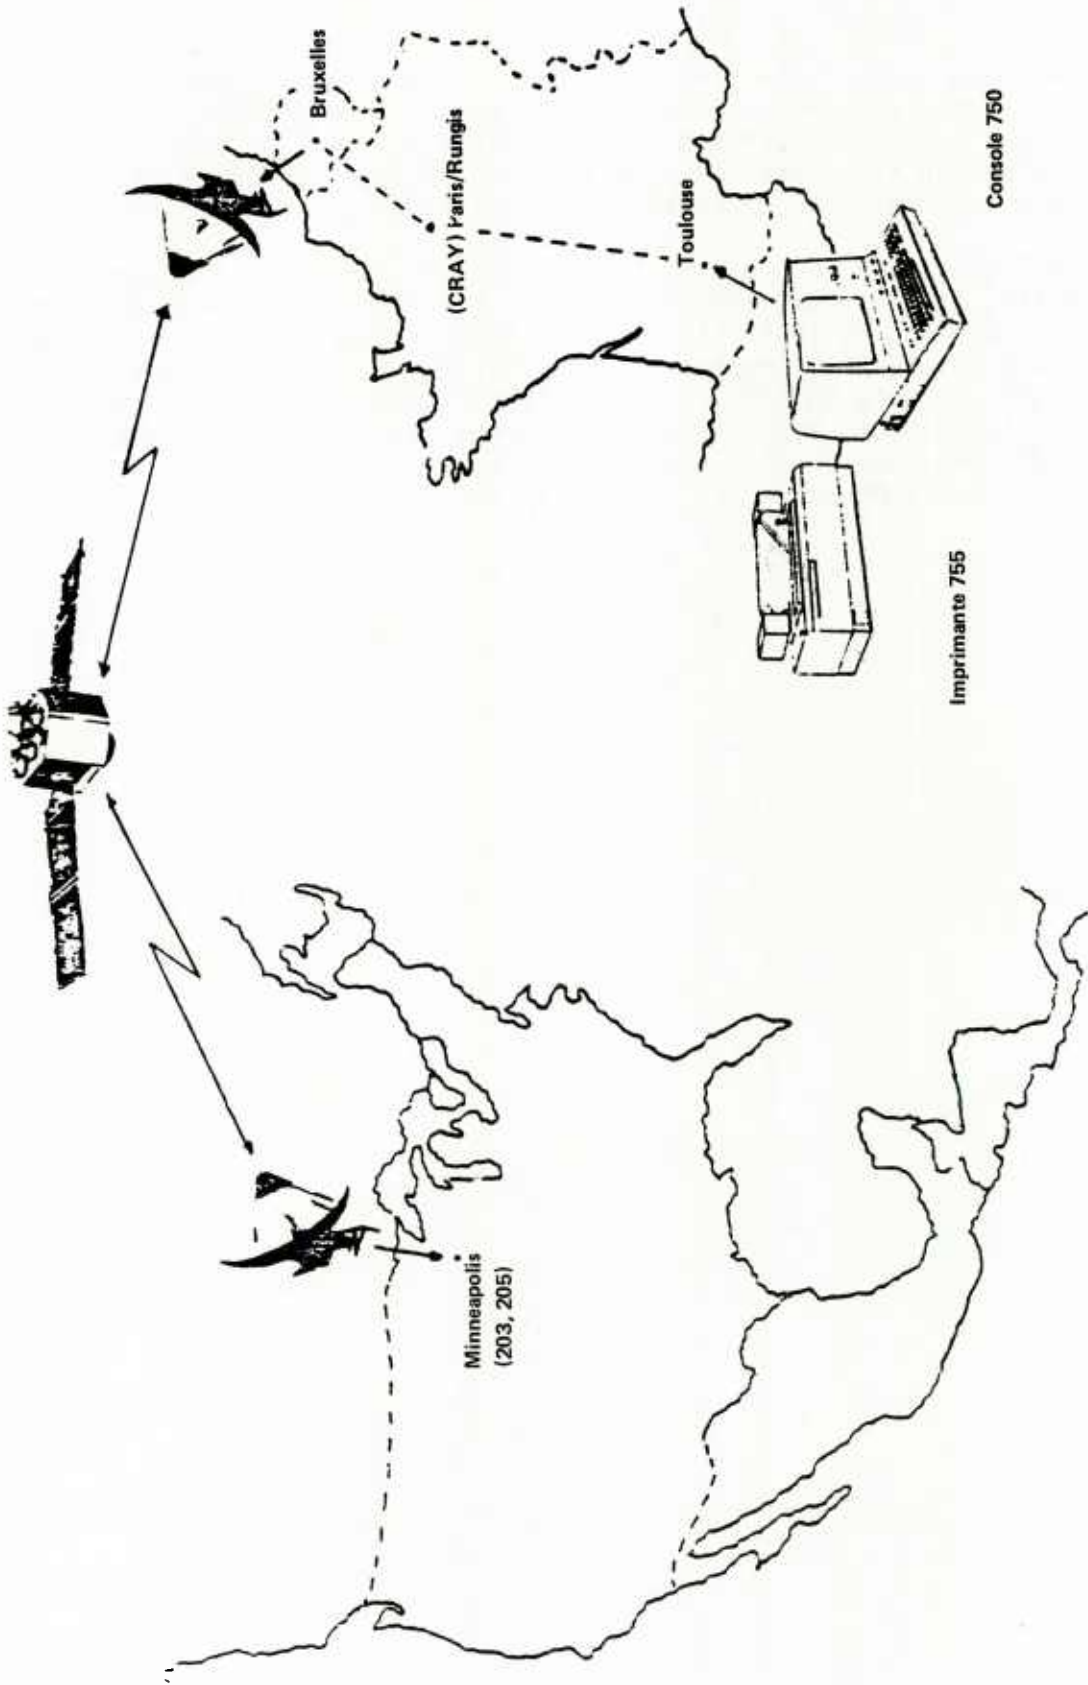 Bruxelles
(CRAY) Paris/Rungis
Toulouse
Minneapolis
(203, 205)
Console 750
Imprimante 755